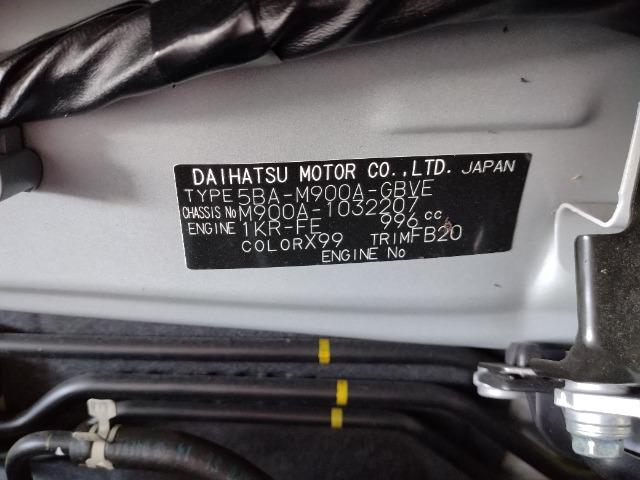 DAIHATSU MOTOR CO.,LTD. JAPAN
TYPE 5BA-M900A-GBVE
CHASSIS No M900A-1032207
ENGINE 1KR-FE 996 cc
COLOR X99 TRIM FB20
ENGINE No